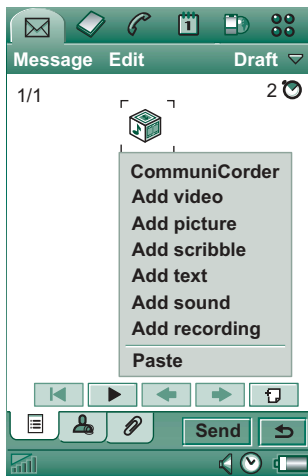 1
Message Edit Draft
1/1 2
CommuniCorder
Add video
Add picture
Add scribble
Add text
Add sound
Add recording
Paste
Send